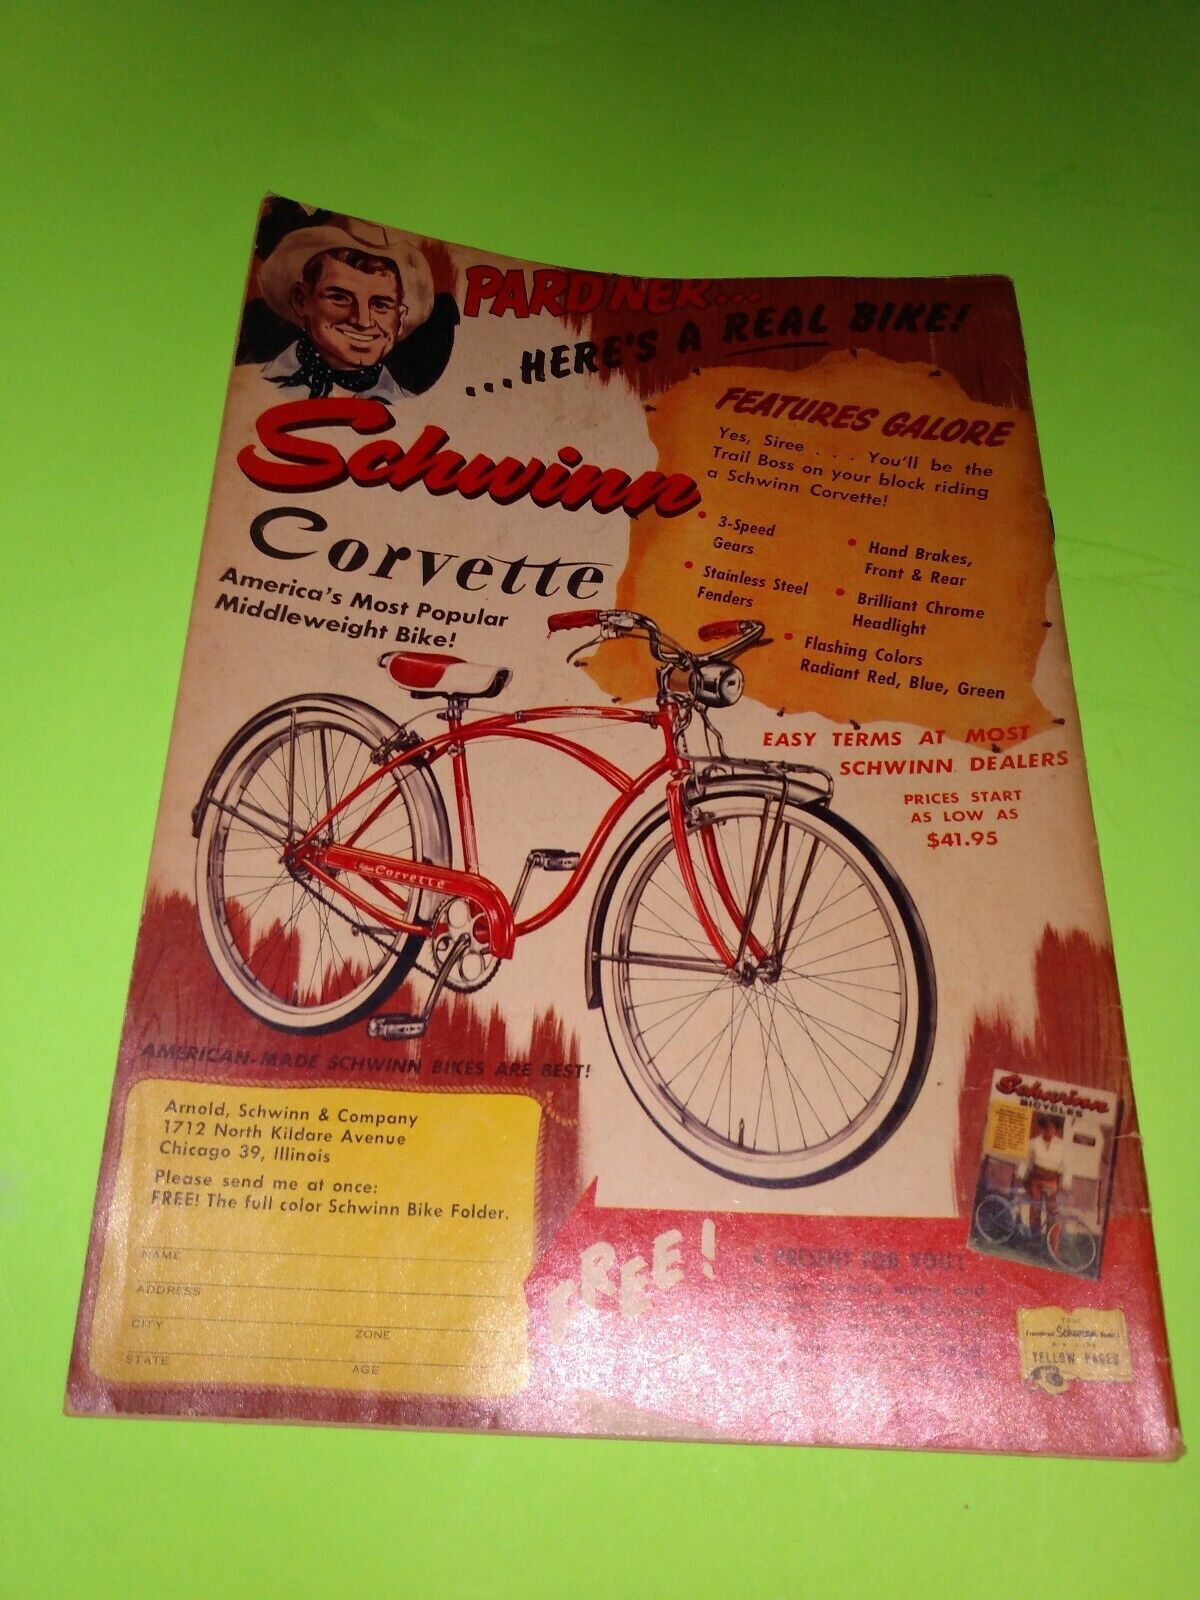 PARD'NER...
...HERE'S A REAL BIKE!
Schwinn
Corvette
America's Most Popular
Middleweight Bike!
FEATURES GALORE
Yes, Siree . . . You'll be the
Trail Boss on your block riding
a Schwinn Corvette!
• 3-Speed
Gears
• Stainless Steel
Fenders
• Hand Brakes,
Front & Rear
• Brilliant Chrome
Headlight
• Flashing Colors
Radiant Red, Blue, Green
EASY TERMS AT MOST
SCHWINN DEALERS
PRICES START
AS LOW AS
$41.95
Corvette
AMERICAN-MADE SCHWINN BIKES ARE BEST!
Arnold, Schwinn & Company
1712 North Kildare Avenue
Chicago 39, Illinois
Please send me at once:
FREE! The full color Schwinn Bike Folder.
NAME
ADDRESS
CITY
ZONE
STATE
AGE
FREE!
A PRESENT FOR YOU!
Schwinn
BICYCLES
YOUR
Schwinn
YELLOW PAGES